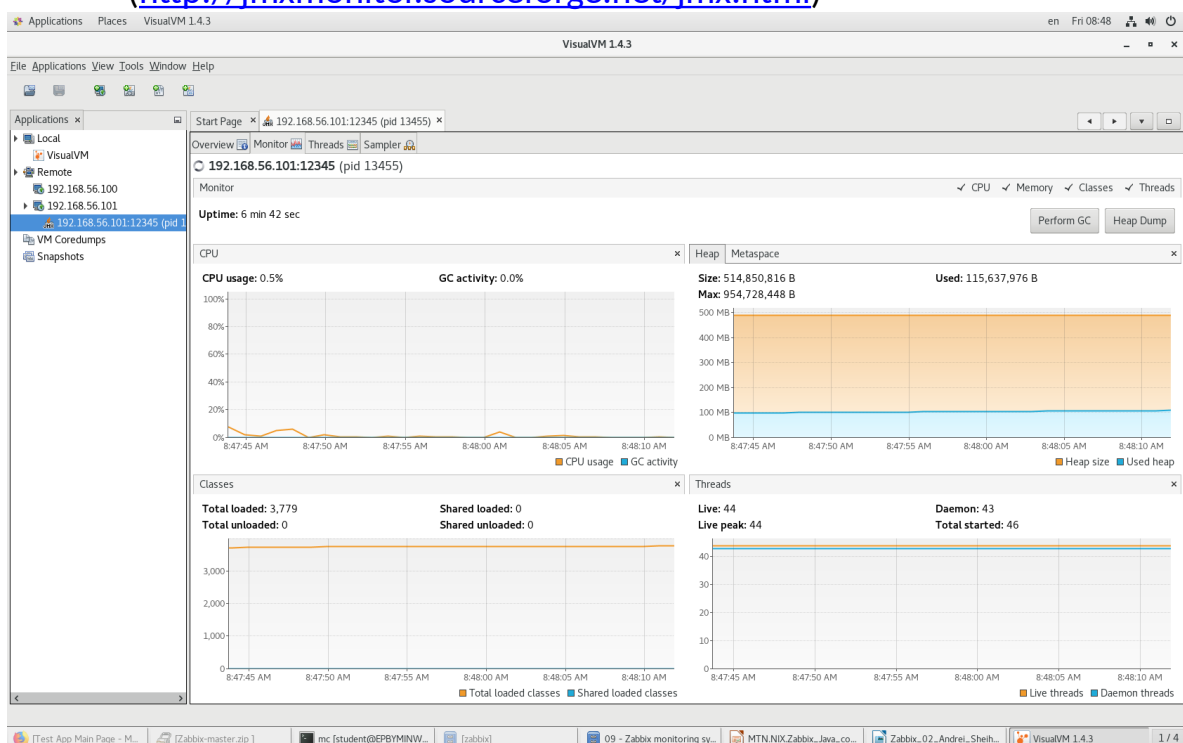 (http://jmxmonitor.sourceforge.net/jmx.html)
Applications Places VisualVM 1.4.3 en Fri 08:48
VisualVM 1.4.3
File Applications View Tools Window Help
Applications
Start Page 192.168.56.101:12345 (pid 13455)
Local
VisualVM
Remote
192.168.56.100
192.168.56.101
192.168.56.101:12345 (pid 1
VM Coredumps
Snapshots
Overview Monitor Threads Sampler
192.168.56.101:12345 (pid 13455)
Monitor CPU Memory Classes Threads
Uptime: 6 min 42 sec
Perform GC Heap Dump
CPU
CPU usage: 0.5% GC activity: 0.0%
100%
80%
60%
40%
20%
0%
8:47:45 AM 8:47:50 AM 8:47:55 AM 8:48:00 AM 8:48:05 AM 8:48:10 AM
CPU usage GC activity
Heap Metaspace
Size: 514,850,816 B Used: 115,637,976 B
Max: 954,728,448 B
500 MB
400 MB
300 MB
200 MB
100 MB
0 MB
8:47:45 AM 8:47:50 AM 8:47:55 AM 8:48:00 AM 8:48:05 AM 8:48:10 AM
Heap size Used heap
Classes
Total loaded: 3,779 Shared loaded: 0
Total unloaded: 0 Shared unloaded: 0
3,000
2,000
1,000
0
8:47:45 AM 8:47:50 AM 8:47:55 AM 8:48:00 AM 8:48:05 AM 8:48:10 AM
Total loaded classes Shared loaded classes
Threads
Live: 44 Daemon: 43
Live peak: 44 Total started: 46
40
30
20
10
0
8:47:45 AM 8:47:50 AM 8:47:55 AM 8:48:00 AM 8:48:05 AM 8:48:10 AM
Live threads Daemon threads
[Test App Main Page - M... [Zabbix-master.zip ] mc [student@EPBYMINW... [zabbix] 09 - Zabbix monitoring sy... MTN.NIX.Zabbix_Java_co... Zabbix_02_Andrei_Sheih... VisualVM 1.4.3 1 / 4